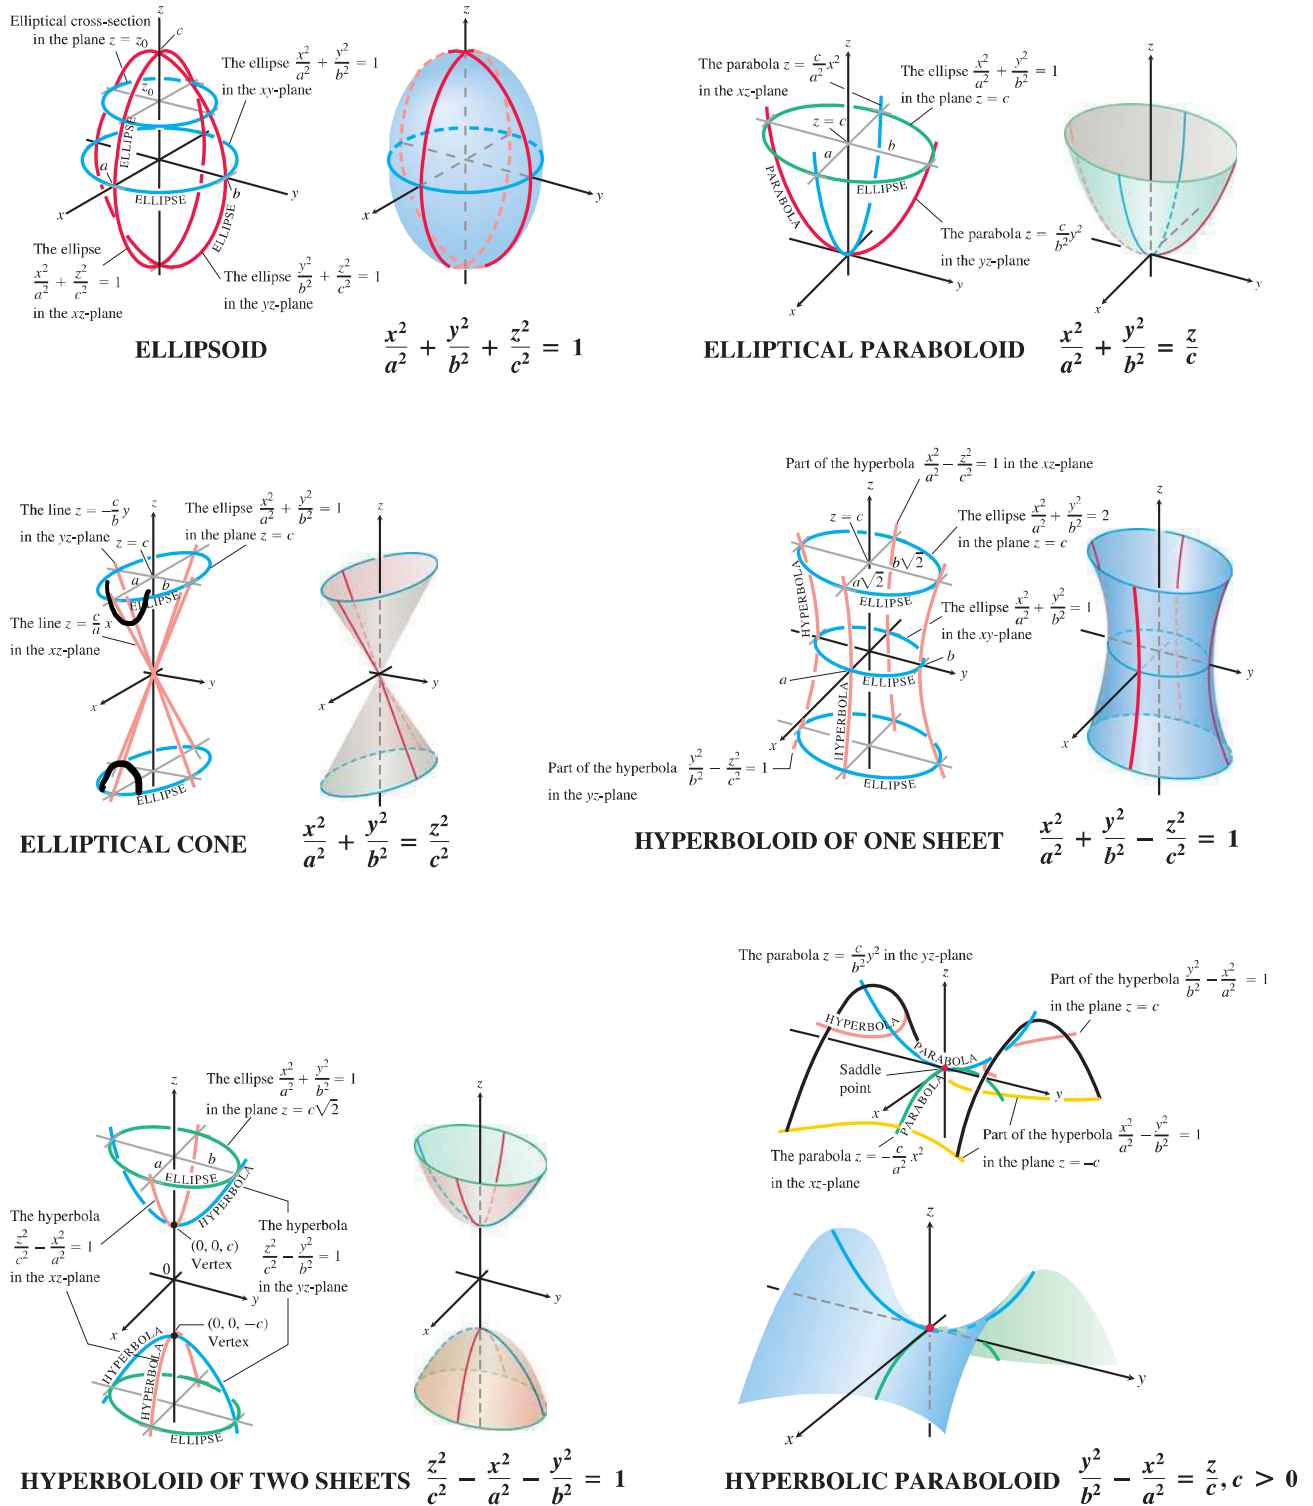 Elliptical cross-section
in the plane z = z₀
z
c
z₀
The ellipse x²/a² + y²/b² = 1
in the xy-plane
ELLIPSE
a
b
y
x
ELLIPSE
ELLIPSE
The ellipse
x²/a² + z²/c² = 1
in the xz-plane
The ellipse y²/b² + z²/c² = 1
in the yz-plane
z
y
x
ELLIPSOID x²/a² + y²/b² + z²/c² = 1
z
The parabola z = c/a² x²
in the xz-plane
The ellipse x²/a² + y²/b² = 1
in the plane z = c
z = c
a
b
PARABOLA
ELLIPSE
The parabola z = c/b² y²
in the yz-plane
y
x
z
y
x
ELLIPTICAL PARABOLOID x²/a² + y²/b² = z/c
The line z = −c/b y
in the yz-plane
z
The ellipse x²/a² + y²/b² = 1
in the plane z = c
z = c
a
b
ELLIPSE
The line z = c/a x
in the xz-plane
y
x
ELLIPSE
z
y
x
ELLIPTICAL CONE x²/a² + y²/b² = z²/c²
Part of the hyperbola x²/a² − z²/c² = 1 in the xz-plane
z
z = c
The ellipse x²/a² + y²/b² = 2
in the plane z = c
b√2
a√2
ELLIPSE
HYPERBOLA
The ellipse x²/a² + y²/b² = 1
in the xy-plane
b
a
ELLIPSE
y
HYPERBOLA
x
Part of the hyperbola y²/b² − z²/c² = 1
in the yz-plane
ELLIPSE
z
y
x
HYPERBOLOID OF ONE SHEET x²/a² + y²/b² − z²/c² = 1
z
The ellipse x²/a² + y²/b² = 1
in the plane z = c√2
a
b
ELLIPSE
HYPERBOLA
The hyperbola
z²/c² − x²/a² = 1
in the xz-plane
(0, 0, c)
Vertex
The hyperbola
z²/c² − y²/b² = 1
in the yz-plane
0
y
x
(0, 0, −c)
Vertex
HYPERBOLA
HYPERBOLA
ELLIPSE
z
y
x
HYPERBOLOID OF TWO SHEETS z²/c² − x²/a² − y²/b² = 1
The parabola z = c/b² y² in the yz-plane
z
Part of the hyperbola y²/b² − x²/a² = 1
in the plane z = c
HYPERBOLA
PARABOLA
Saddle
point
x
PARABOLA
y
Part of the hyperbola x²/a² − y²/b² = 1
in the plane z = −c
The parabola z = −c/a² x²
in the xz-plane
z
y
x
HYPERBOLIC PARABOLOID y²/b² − x²/a² = z/c, c > 0